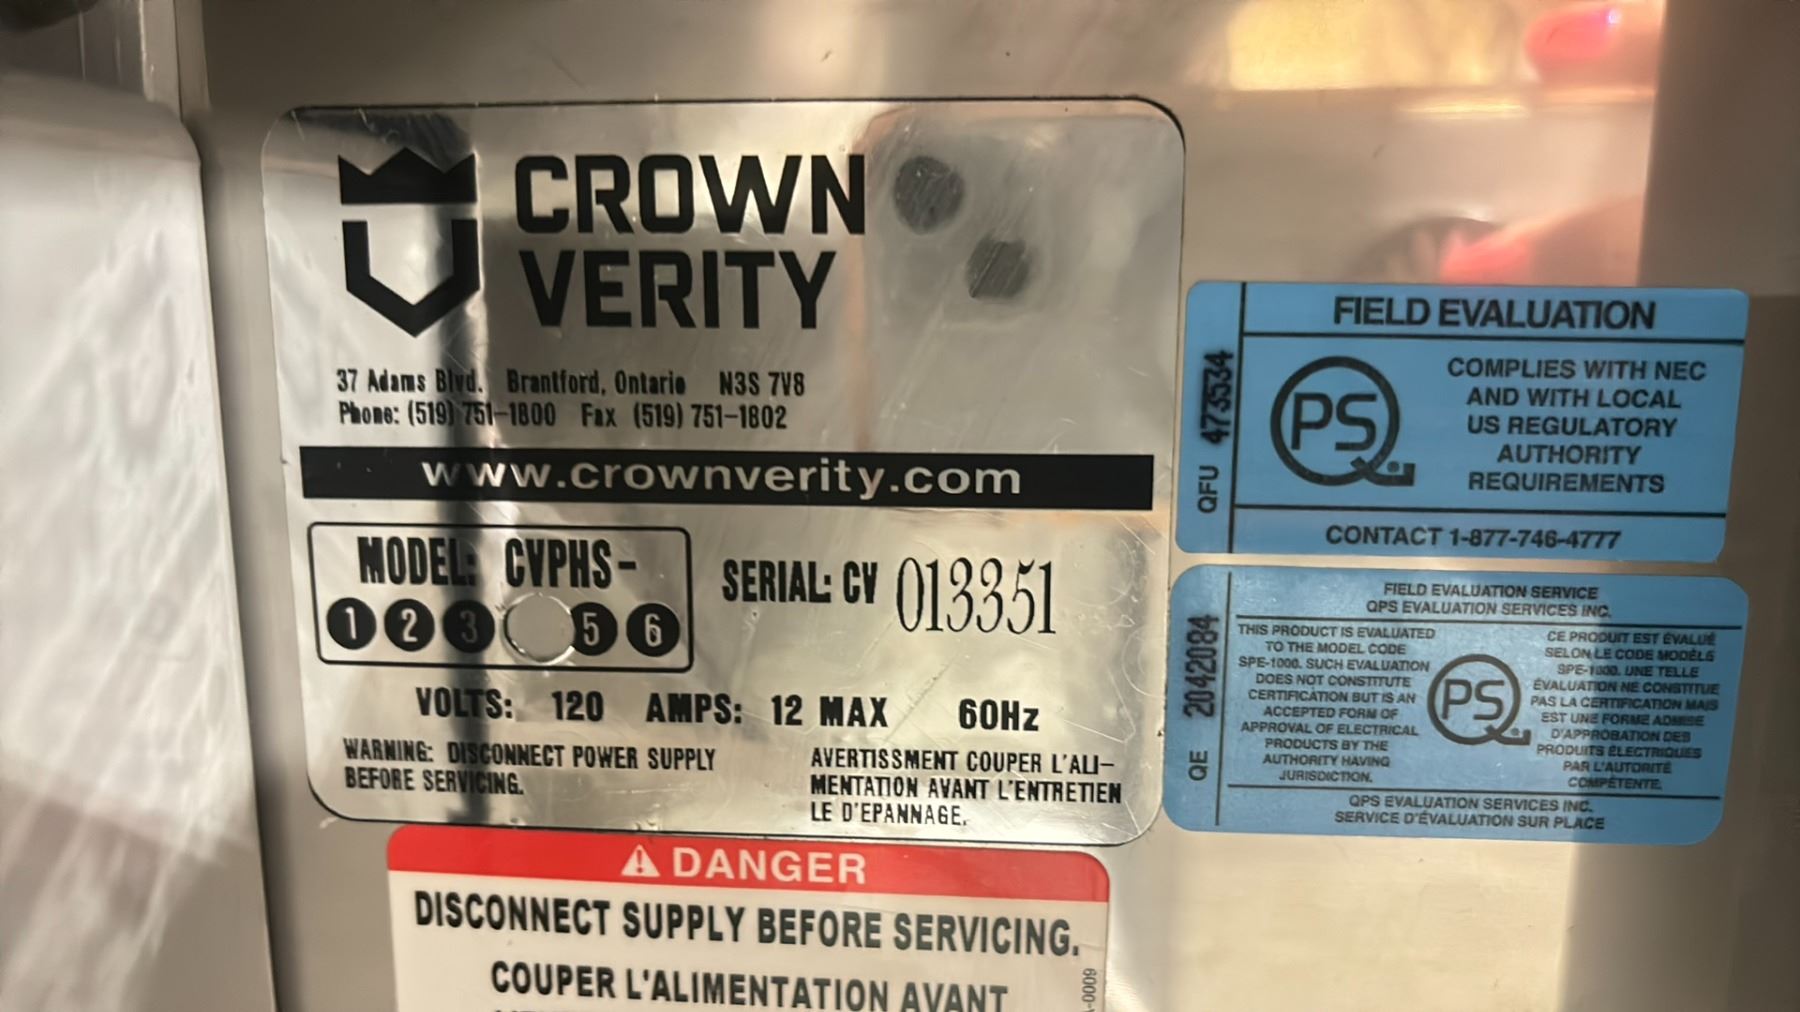 CROWN
VERITY
37 Adams Blvd. Brantford, Ontario N3S 7V8
Phone: (519) 751-1800 Fax (519) 751-1802
www.crownverity.com
MODEL: CVPHS-
1 2 3 5 6
SERIAL: CV 013351
VOLTS: 120 AMPS: 12 MAX 60Hz
WARNING: DISCONNECT POWER SUPPLY
BEFORE SERVICING.
AVERTISSMENT COUPER L'ALI-
MENTATION AVANT L'ENTRETIEN
LE D'EPANNAGE.
DANGER
DISCONNECT SUPPLY BEFORE SERVICING.
COUPER L'ALIMENTATION AVANT
-0009
QFU 473534
FIELD EVALUATION
QPS
COMPLIES WITH NEC
AND WITH LOCAL
US REGULATORY
AUTHORITY
REQUIREMENTS
CONTACT 1-877-746-4777
QE 2042084
FIELD EVALUATION SERVICE
QPS EVALUATION SERVICES INC.
THIS PRODUCT IS EVALUATED
TO THE MODEL CODE
SPE-1000. SUCH EVALUATION
DOES NOT CONSTITUTE
CERTIFICATION BUT IS AN
ACCEPTED FORM OF
APPROVAL OF ELECTRICAL
PRODUCTS BY THE
AUTHORITY HAVING
JURISDICTION.
QPS
CE PRODUIT EST ÉVALUÉ
SELON LE CODE MODÈLE
SPE-1000. UNE TELLE
ÉVALUATION NE CONSTITUE
PAS LA CERTIFICATION MAIS
EST UNE FORME ADMISE
D'APPROBATION DES
PRODUITS ÉLECTRIQUES
PAR L'AUTORITÉ
COMPÉTENTE.
QPS EVALUATION SERVICES INC.
SERVICE D'ÉVALUATION SUR PLACE